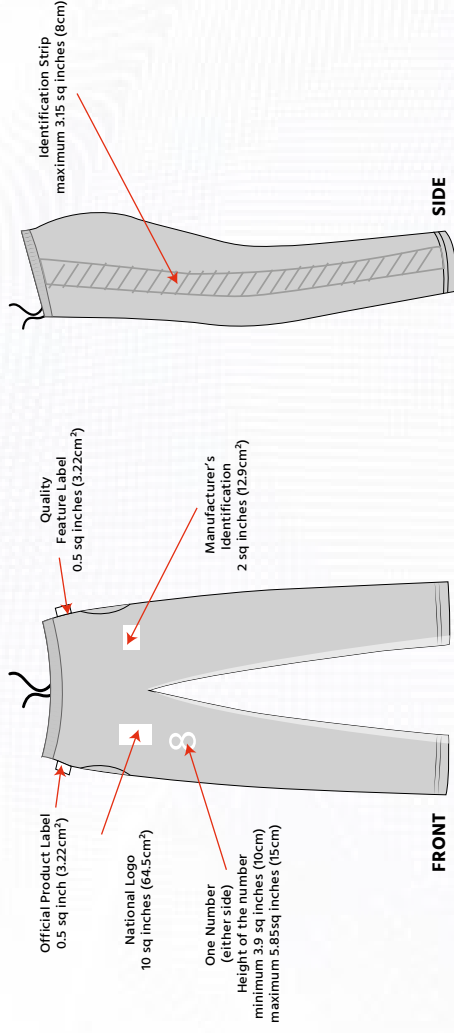 Official Product Label
0.5 sq inch (3.22cm²)
National Logo
10 sq inches (64.5cm²)
One Number
(either side)
Height of the number
minimum 3.9 sq inches (10cm)
maximum 5.85sq inches (15cm)
8
FRONT
Quality
Feature Label
0.5 sq inches (3.22cm²)
Manufacturer’s
Identification
2 sq inches (12.9cm²)
Identification Strip
maximum 3.15 sq inches (8cm)
SIDE